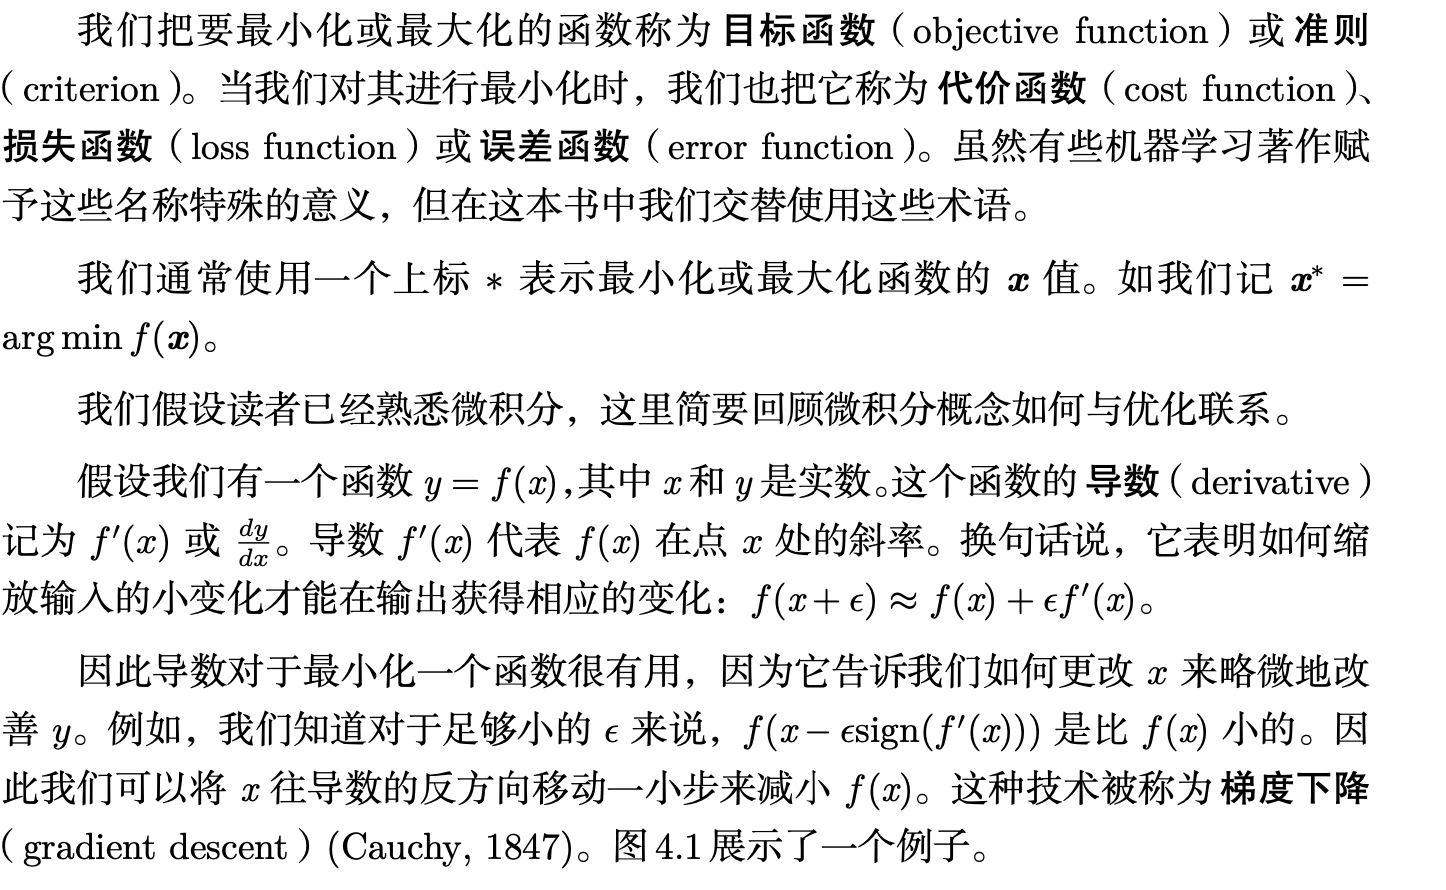 我们把要最小化或最大化的函数称为 目标函数（objective function）或 准则
（criterion）。当我们对其进行最小化时，我们也把它称为 代价函数（cost function）、
损失函数（loss function）或 误差函数（error function）。虽然有些机器学习著作赋
予这些名称特殊的意义，但在这本书中我们交替使用这些术语。
我们通常使用一个上标 * 表示最小化或最大化函数的 x 值。如我们记 x* =
arg min f(x)。
我们假设读者已经熟悉微积分，这里简要回顾微积分概念如何与优化联系。
假设我们有一个函数 y = f(x)，其中 x 和 y 是实数。这个函数的 导数（derivative）
记为 f′(x) 或 dy/dx。导数 f′(x) 代表 f(x) 在点 x 处的斜率。换句话说，它表明如何缩
放输入的小变化才能在输出获得相应的变化：f(x + ϵ) ≈ f(x) + ϵf′(x)。
因此导数对于最小化一个函数很有用，因为它告诉我们如何更改 x 来略微地改
善 y。例如，我们知道对于足够小的 ϵ 来说，f(x − ϵsign(f′(x))) 是比 f(x) 小的。因
此我们可以将 x 往导数的反方向移动一小步来减小 f(x)。这种技术被称为 梯度下降
（gradient descent）(Cauchy, 1847)。图 4.1 展示了一个例子。